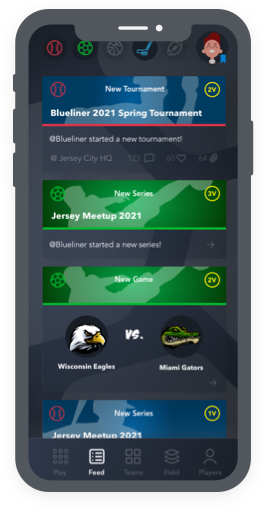 New Tournament
2V
Blueliner 2021 Spring Tournament
@Blueliner started a new tournament!
@ Jersey City HQ 123 60 64
New Series
3V
Jersey Meetup 2021
@Blueliner started a new series!
New Game
2V
VS.
Wisconsin Eagles
Miami Gators
New Series
1V
Jersey Meetup 2021
Play Feed Teams Field Players